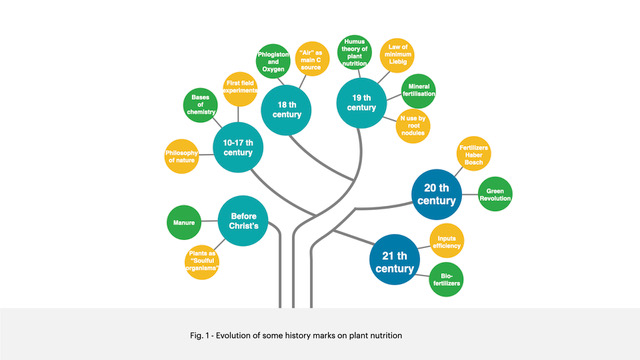 Manure
Plants as
"Soulful
organisms"
Before
Christ's
Philosophy
of nature
Bases
of
chemistry
First field
experiments
10-17 th
century
Phlogiston
and
Oxygen
"Air" as
main C
source
18 th
century
Humus
theory of
plant
nutrition
Law of
minimum
Liebig
Mineral
fertilisation
N use by
root
nodules
19 th
century
Fertilizers
Haber
Bosch
Green
Revolution
20 th
century
Inputs
efficiency
Bio-
fertilizers
21 th
century
Fig. 1 - Evolution of some history marks on plant nutrition